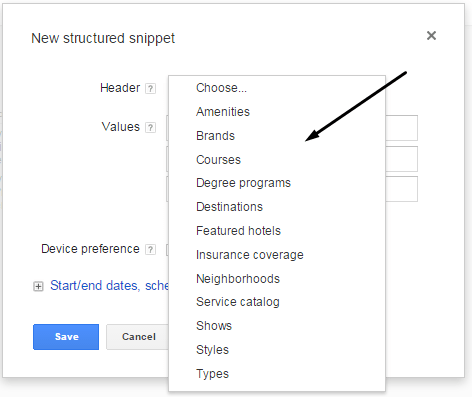 New structured snippet
Header ?
Choose...
Amenities
Values ?
Brands
Courses
Degree programs
Destinations
Featured hotels
Device preference ?
Insurance coverage
Neighborhoods
Start/end dates, sche
Service catalog
Shows
Save
Cancel
Styles
Types